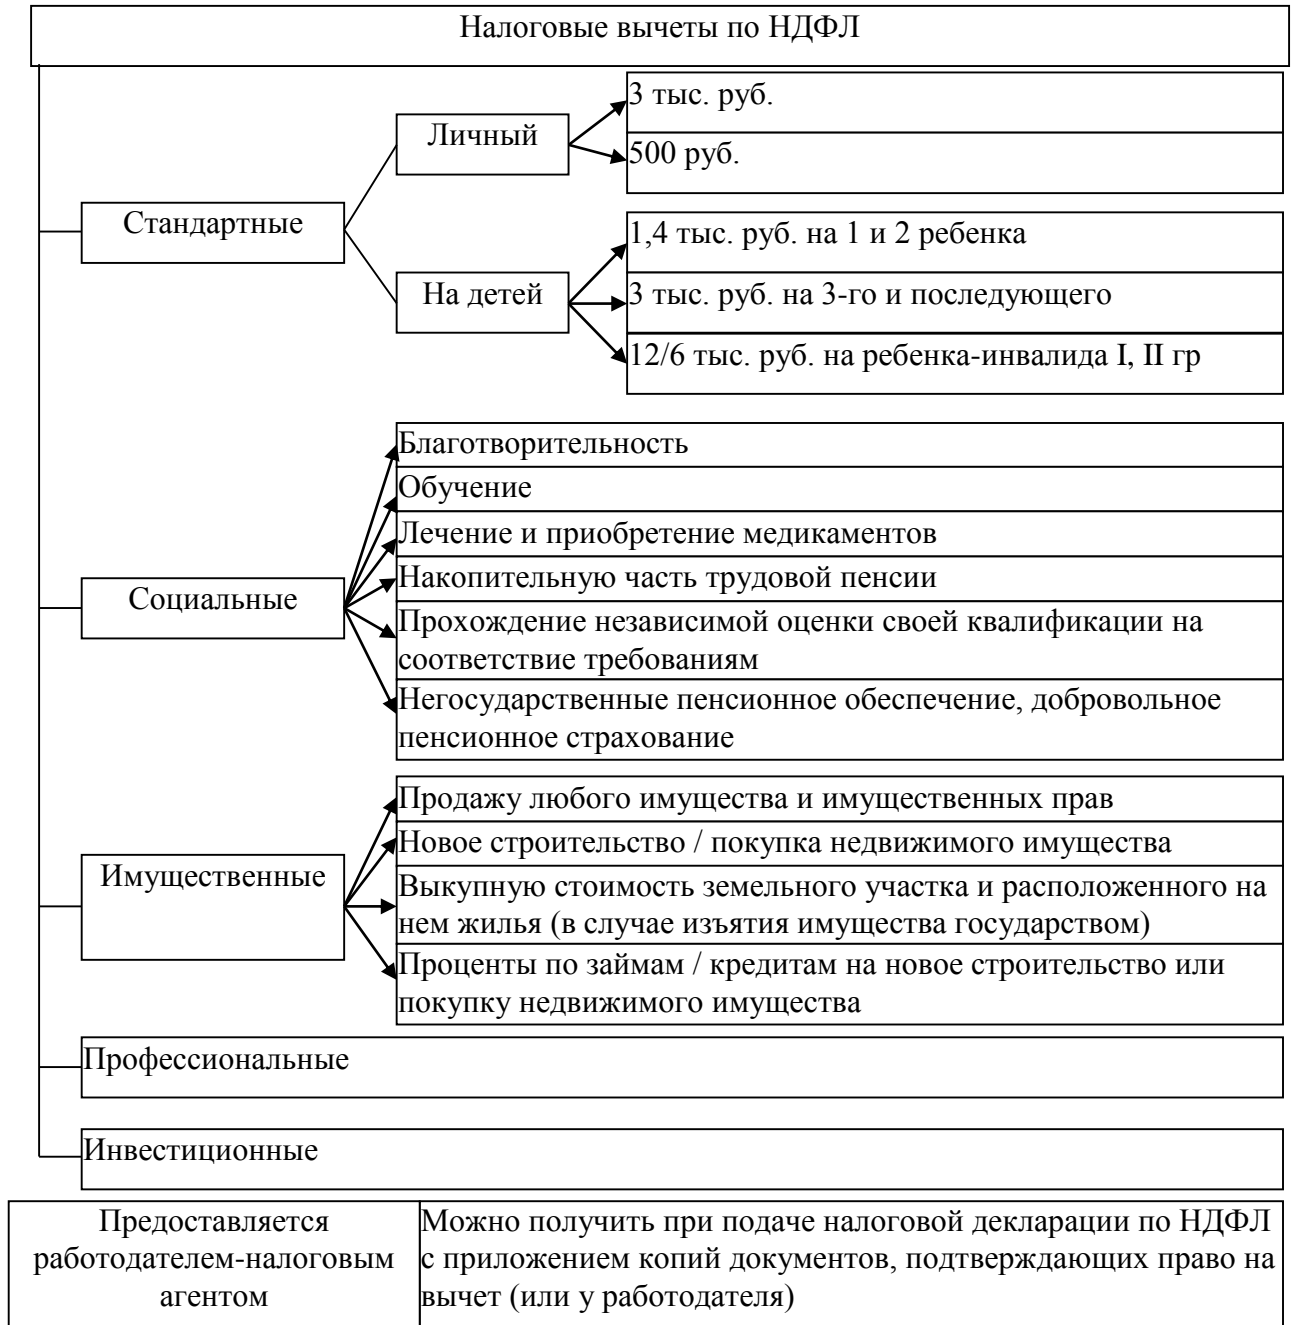 Налоговые вычеты по НДФЛ
Стандартные
Личный
3 тыс. руб.
500 руб.
На детей
1,4 тыс. руб. на 1 и 2 ребенка
3 тыс. руб. на 3-го и последующего
12/6 тыс. руб. на ребенка-инвалида I, II гр
Социальные
Благотворительность
Обучение
Лечение и приобретение медикаментов
Накопительную часть трудовой пенсии
Прохождение независимой оценки своей квалификации на
соответствие требованиям
Негосударственные пенсионное обеспечение, добровольное
пенсионное страхование
Имущественные
Продажу любого имущества и имущественных прав
Новое строительство / покупка недвижимого имущества
Выкупную стоимость земельного участка и расположенного на
нем жилья (в случае изъятия имущества государством)
Проценты по займам / кредитам на новое строительство или
покупку недвижимого имущества
Профессиональные
Инвестиционные
Предоставляется
работодателем-налоговым
агентом
Можно получить при подаче налоговой декларации по НДФЛ
с приложением копий документов, подтверждающих право на
вычет (или у работодателя)